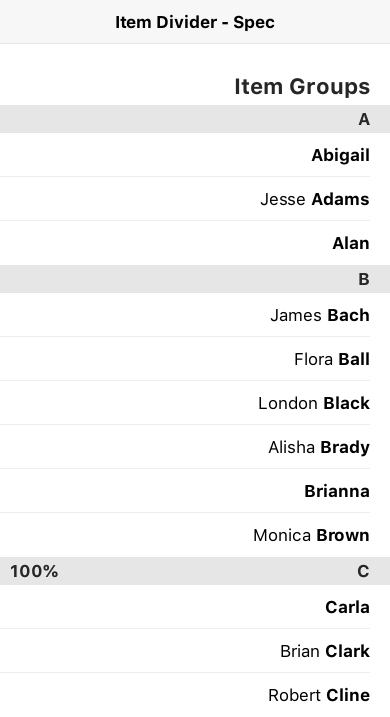 Item Divider - Spec
Item Groups
A
Abigail
Jesse Adams
Alan
B
James Bach
Flora Ball
London Black
Alisha Brady
Brianna
Monica Brown
C 100%
Carla
Brian Clark
Robert Cline